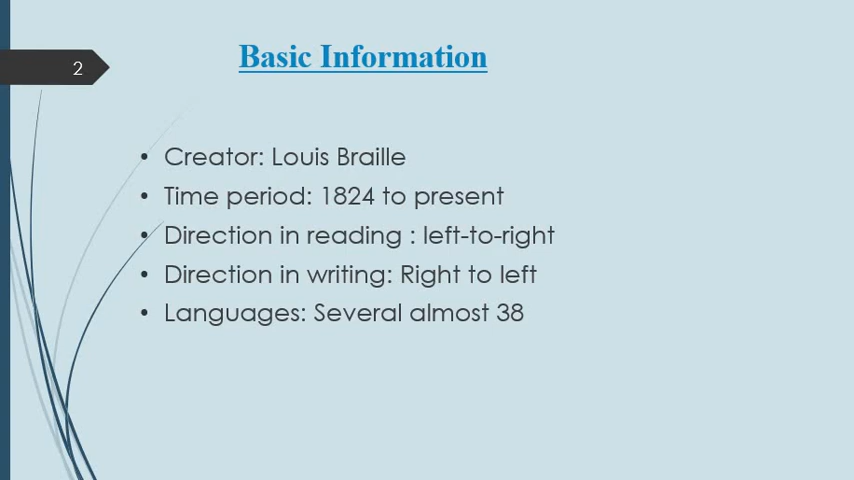 2
Basic Information
• Creator: Louis Braille
• Time period: 1824 to present
• Direction in reading : left-to-right
• Direction in writing: Right to left
• Languages: Several almost 38